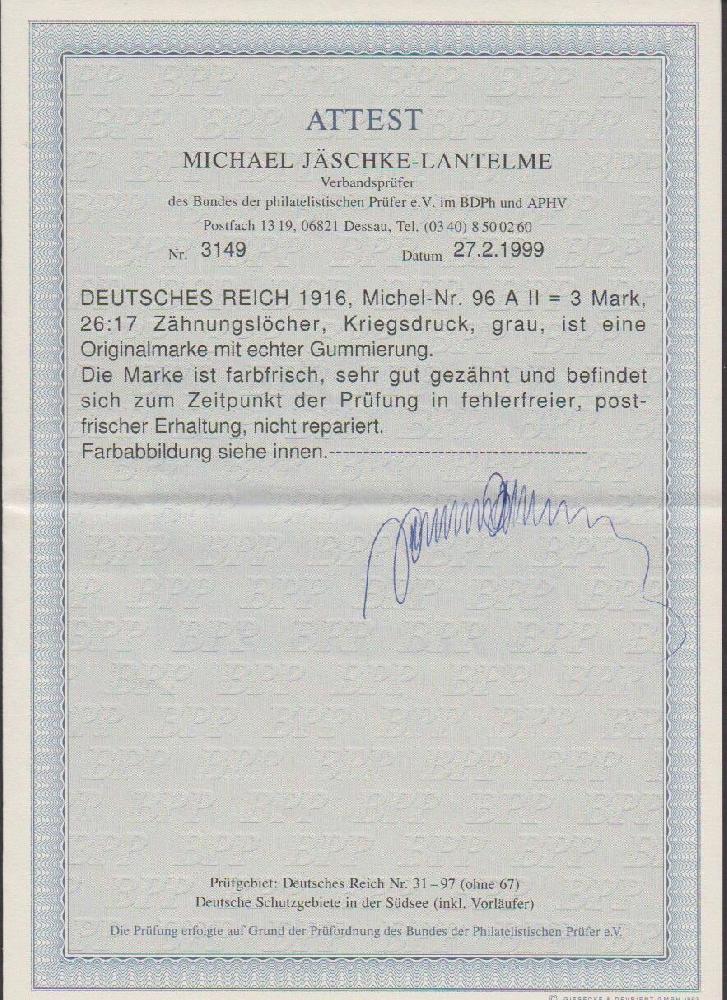 ATTEST
MICHAEL JÄSCHKE-LANTELME
Verbandsprüfer
des Bundes der philatelistischen Prüfer e.V. im BDPh und APHV
Postfach 13 19, 06821 Dessau, Tel. (03 40) 8 50 02 60
Nr. 3149 Datum 27.2.1999
DEUTSCHES REICH 1916, Michel-Nr. 96 A II = 3 Mark,
26:17 Zähnungslöcher, Kriegsdruck, grau, ist eine
Originalmarke mit echter Gummierung.
Die Marke ist farbfrisch, sehr gut gezähnt und befindet
sich zum Zeitpunkt der Prüfung in fehlerfreier, post-
frischer Erhaltung, nicht repariert.
Farbabbildung siehe innen.-------------------------------------
Prüfgebiet: Deutsches Reich Nr. 31–97 (ohne 67)
Deutsche Schutzgebiete in der Südsee (inkl. Vorläufer)
Die Prüfung erfolgte auf Grund der Prüfordnung des Bundes der Philatelistischen Prüfer e.V.
© GIESECKE & DEVRIENT GMBH